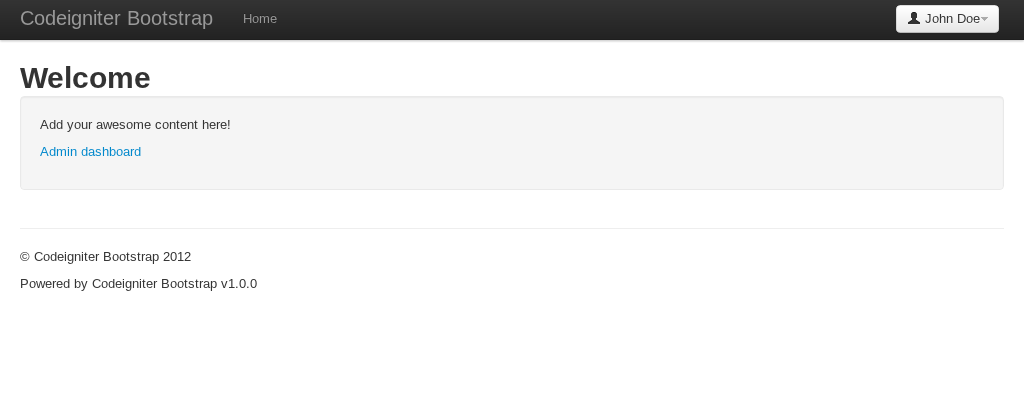 Codeigniter Bootstrap Home John Doe
Welcome
Add your awesome content here!
Admin dashboard
© Codeigniter Bootstrap 2012
Powered by Codeigniter Bootstrap v1.0.0